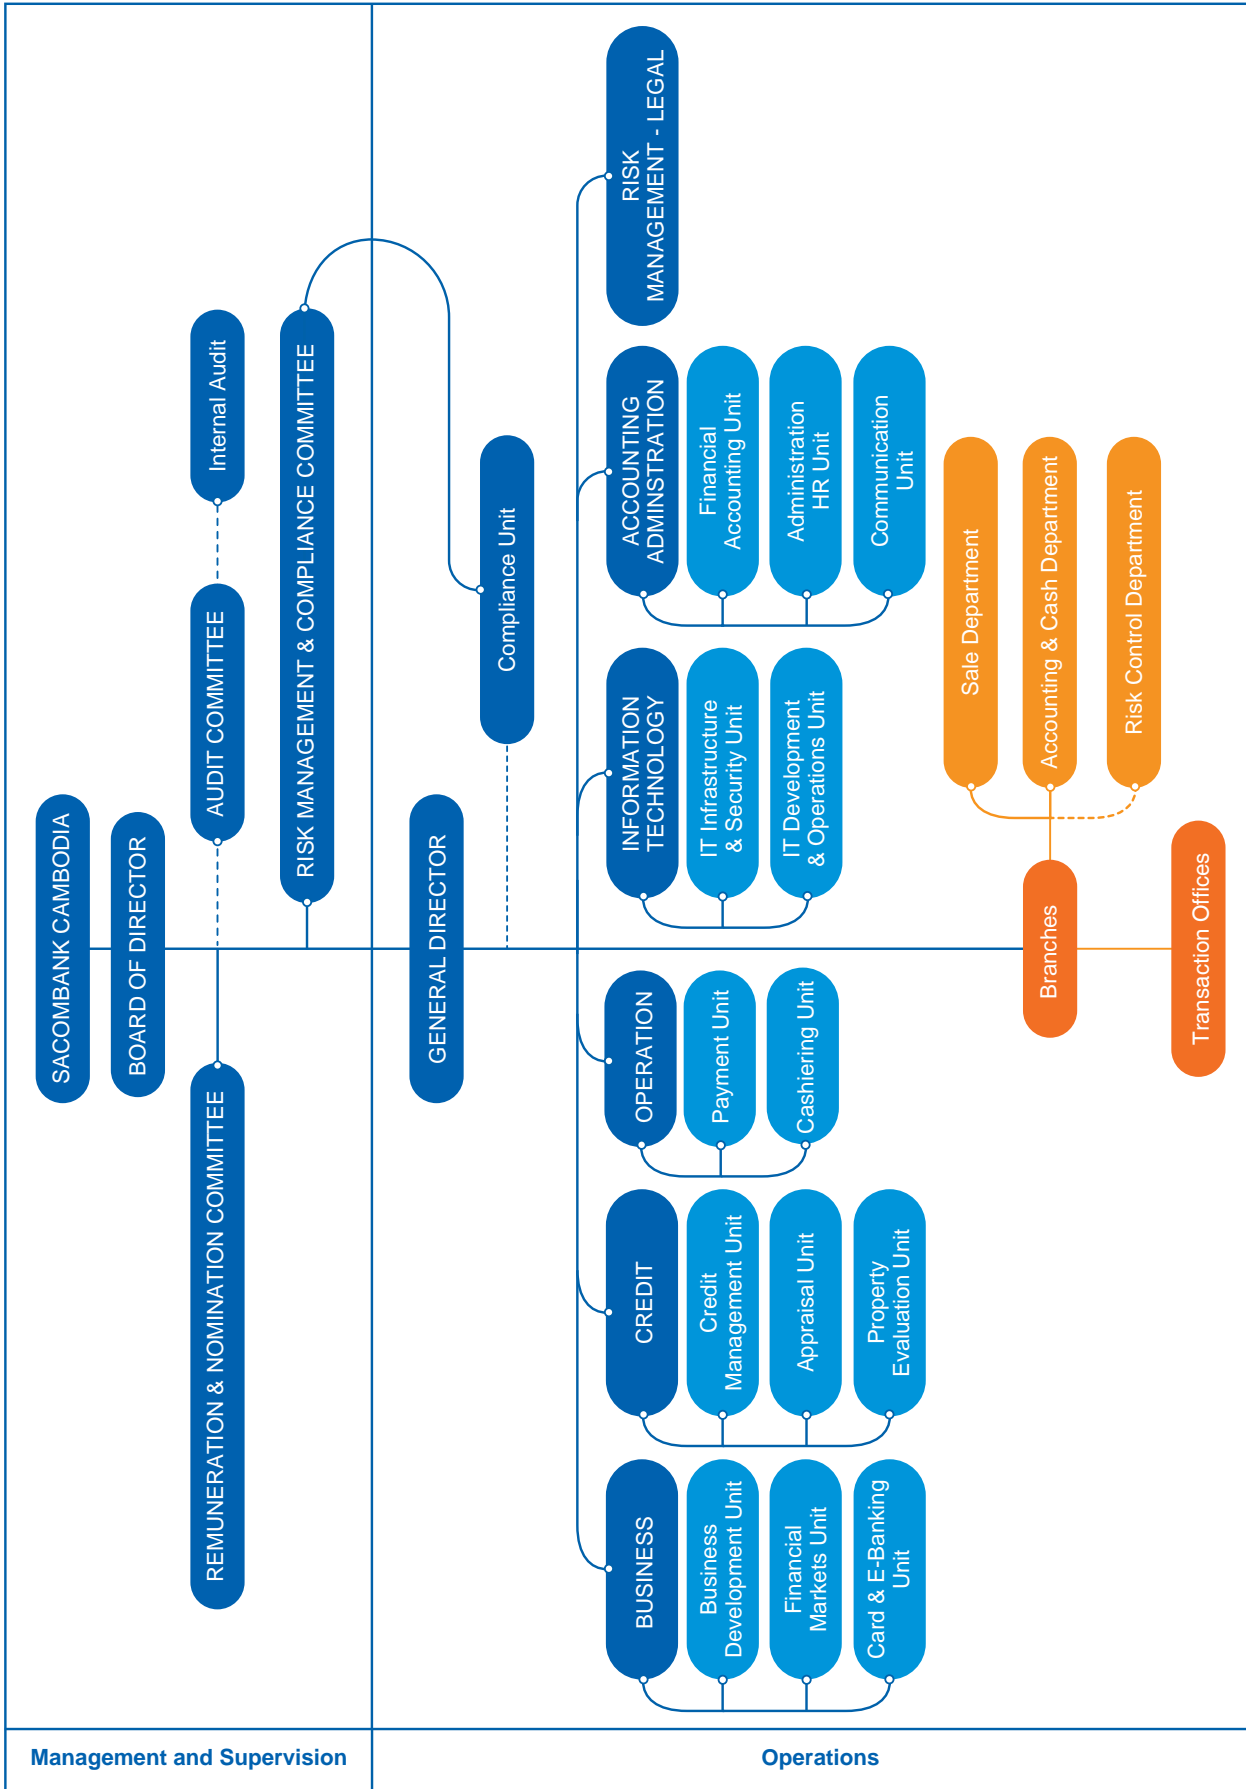 Management and Supervision
SACOMBANK CAMBODIA
BOARD OF DIRECTOR
REMUNERATION & NOMINATION COMMITTEE
AUDIT COMMITTEE
Internal Audit
RISK MANAGEMENT & COMPLIANCE COMMITTEE
Operations
GENERAL DIRECTOR
Compliance Unit
BUSINESS
Business
Development Unit
Financial
Markets Unit
Card & E-Banking
Unit
CREDIT
Credit
Management Unit
Appraisal Unit
Property
Evaluation Unit
OPERATION
Payment Unit
Cashiering Unit
INFORMATION
TECHNOLOGY
IT Infrastructure
& Security Unit
IT Development
& Operations Unit
ACCOUNTING
ADMINSTRATION
Financial
Accounting Unit
Administration
HR Unit
Communication
Unit
RISK
MANAGEMENT - LEGAL
Branches
Sale Department
Accounting & Cash Department
Risk Control Department
Transaction Offices